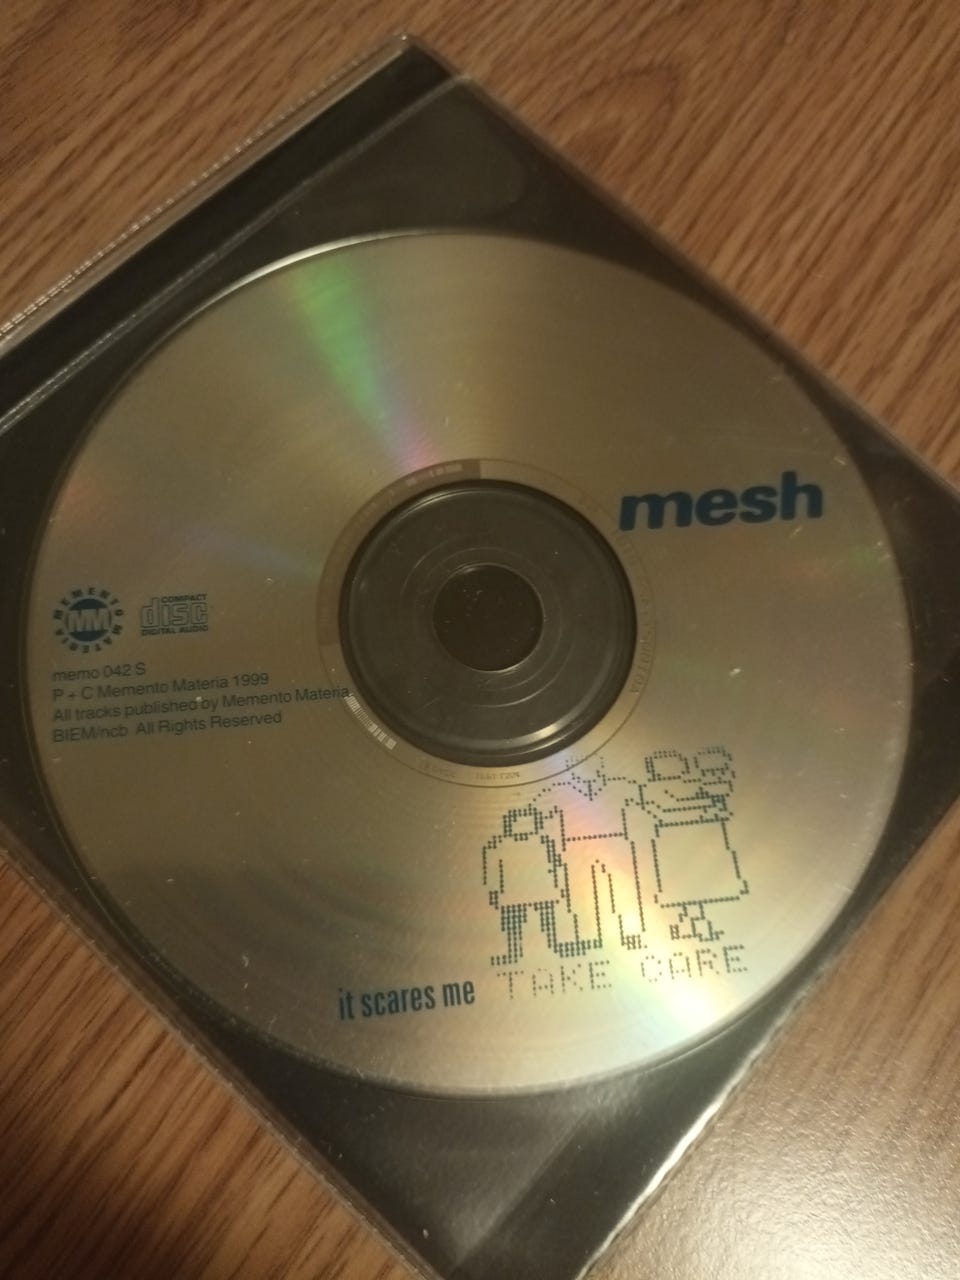 mesh
MEMENTO MATERIA
MM
COMPACT
disc
DIGITAL AUDIO
memo 042 S
P + C Memento Materia 1999
All tracks published by Memento Materia
BIEM/ncb All Rights Reserved
TAKE CARE
it scares me